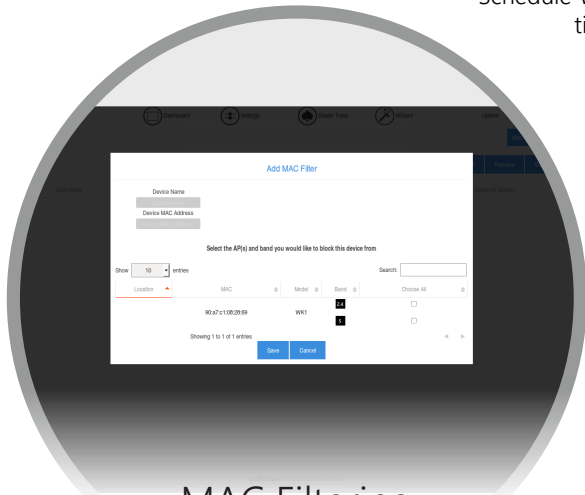 Schedule
ti
Dashboard Settings Dealer Tools Wizard Uptime
Add MAC Filter
Device Name
Device MAC Address
Select the AP(s) and band you would like to block this device from
Show 10 entries Search:
Location MAC Model Band Choose All
2.4
90:a7:c1:08:28:69 WK1
5
Showing 1 to 1 of 1 entries
Save Cancel
MAC Filtering